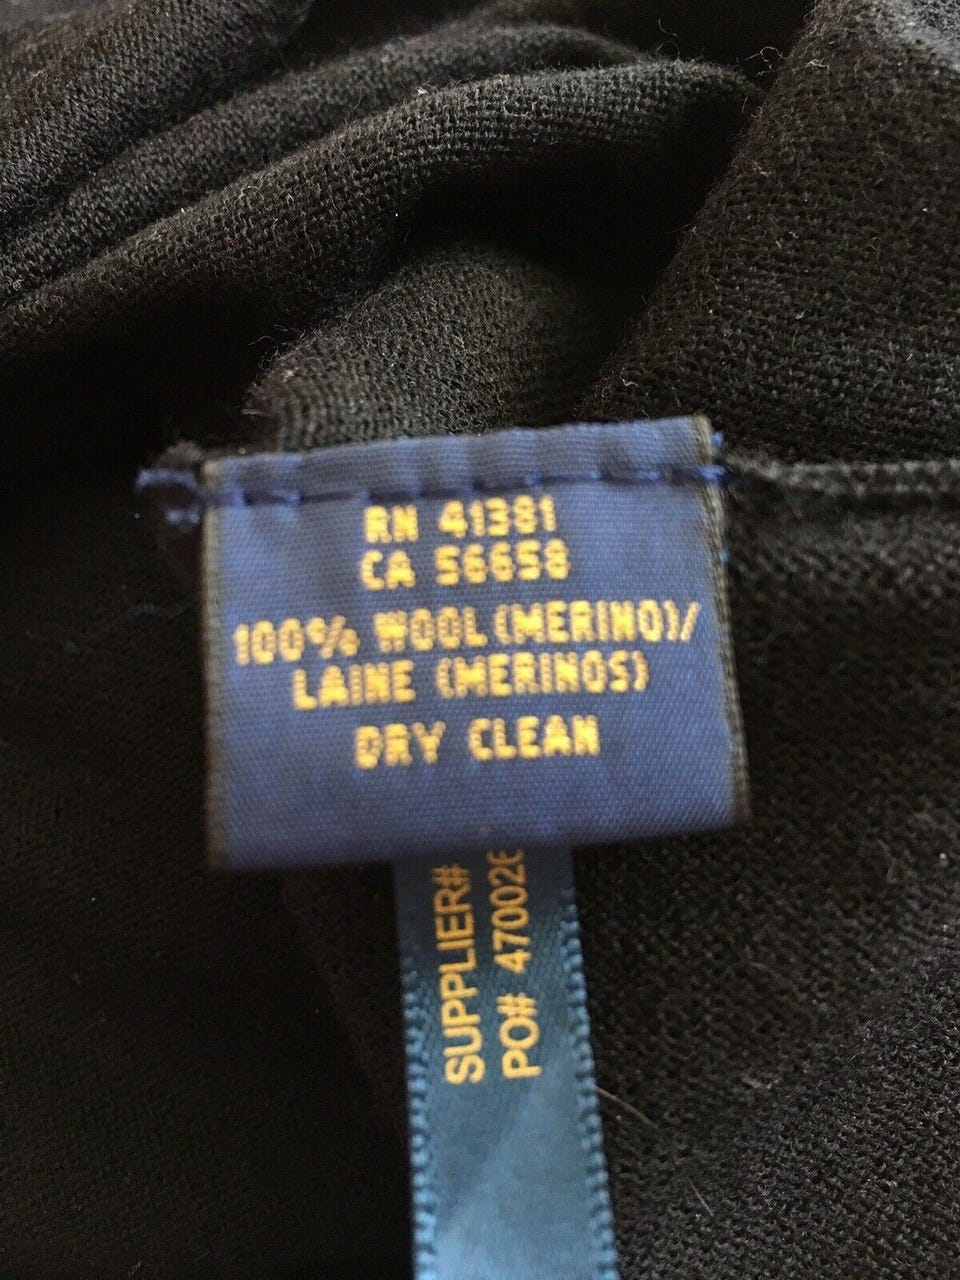 RN 41381
CA 56658
100% WOOL (MERINO)/
LAINE (MERINOS)
DRY CLEAN
SUPPLIER#
PO# 47002